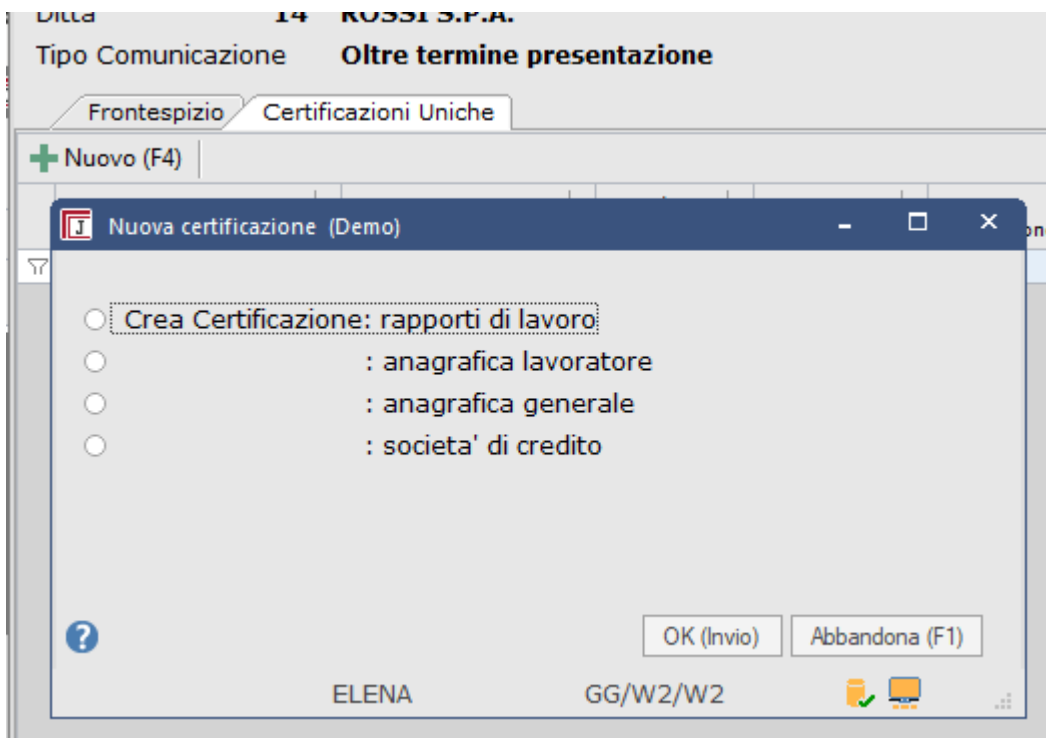 Ditta 14 ROSSI S.P.A.
Tipo Comunicazione Oltre termine presentazione
Frontespizio Certificazioni Uniche
Nuovo (F4)
J Nuova certificazione (Demo)
Crea Certificazione: rapporti di lavoro
: anagrafica lavoratore
: anagrafica generale
: societa' di credito
? OK (Invio) Abbandona (F1)
ELENA GG/W2/W2